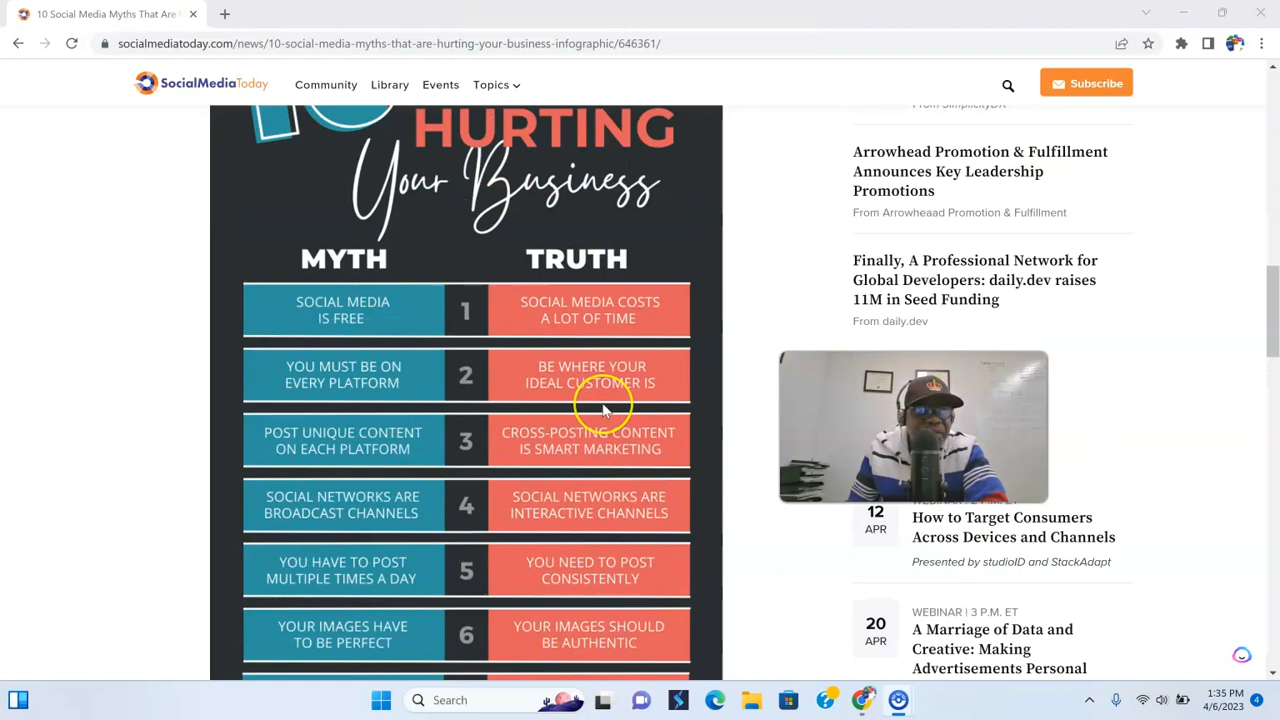 10 Social Media Myths That Are
socialmediatoday.com/news/10-social-media-myths-that-are-hurting-your-business-infographic/646361/
SocialMediaToday
Community
Library
Events
Topics
Subscribe
10
HURTING
Your Business
MYTH
TRUTH
SOCIAL MEDIA
IS FREE
1
SOCIAL MEDIA COSTS
A LOT OF TIME
YOU MUST BE ON
EVERY PLATFORM
2
BE WHERE YOUR
IDEAL CUSTOMER IS
POST UNIQUE CONTENT
ON EACH PLATFORM
3
CROSS-POSTING CONTENT
IS SMART MARKETING
SOCIAL NETWORKS ARE
BROADCAST CHANNELS
4
SOCIAL NETWORKS ARE
INTERACTIVE CHANNELS
YOU HAVE TO POST
MULTIPLE TIMES A DAY
5
YOU NEED TO POST
CONSISTENTLY
YOUR IMAGES HAVE
TO BE PERFECT
6
YOUR IMAGES SHOULD
BE AUTHENTIC
From SimplicityDX
Arrowhead Promotion & Fulfillment
Announces Key Leadership
Promotions
From Arrowheaad Promotion & Fulfillment
Finally, A Professional Network for
Global Developers: daily.dev raises
11M in Seed Funding
From daily.dev
12
APR
How to Target Consumers
Across Devices and Channels
Presented by studioID and StackAdapt
20
APR
WEBINAR | 3 P.M. ET
A Marriage of Data and
Creative: Making
Advertisements Personal
Search
1:35 PM
4/6/2023
4